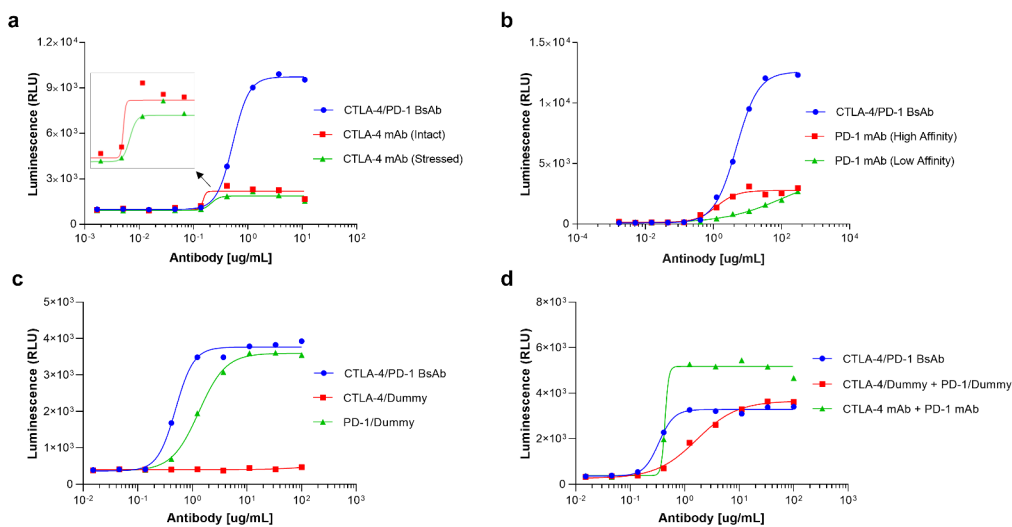 a
1.2×10⁴
9×10³
6×10³
3×10³
0
10⁻³
10⁻²
10⁻¹
10⁰
10¹
10²
Luminescence (RLU)
Antibody [ug/mL]
CTLA-4/PD-1 BsAb
CTLA-4 mAb (Intact)
CTLA-4 mAb (Stressed)
b
1.5×10⁴
1×10⁴
5×10³
0
10⁻⁴
10⁻²
10⁰
10²
10⁴
Luminescence (RLU)
Antinody [ug/mL]
CTLA-4/PD-1 BsAb
PD-1 mAb (High Affinity)
PD-1 mAb (Low Affinity)
c
5×10³
4×10³
3×10³
2×10³
1×10³
0
10⁻²
10⁻¹
10⁰
10¹
10²
10³
Luminescence (RLU)
Antibody [ug/mL]
CTLA-4/PD-1 BsAb
CTLA-4/Dummy
PD-1/Dummy
d
8×10³
6×10³
4×10³
2×10³
0
10⁻²
10⁻¹
10⁰
10¹
10²
10³
Luminescence (RLU)
Antibody [ug/mL]
CTLA-4/PD-1 BsAb
CTLA-4/Dummy + PD-1/Dummy
CTLA-4 mAb + PD-1 mAb